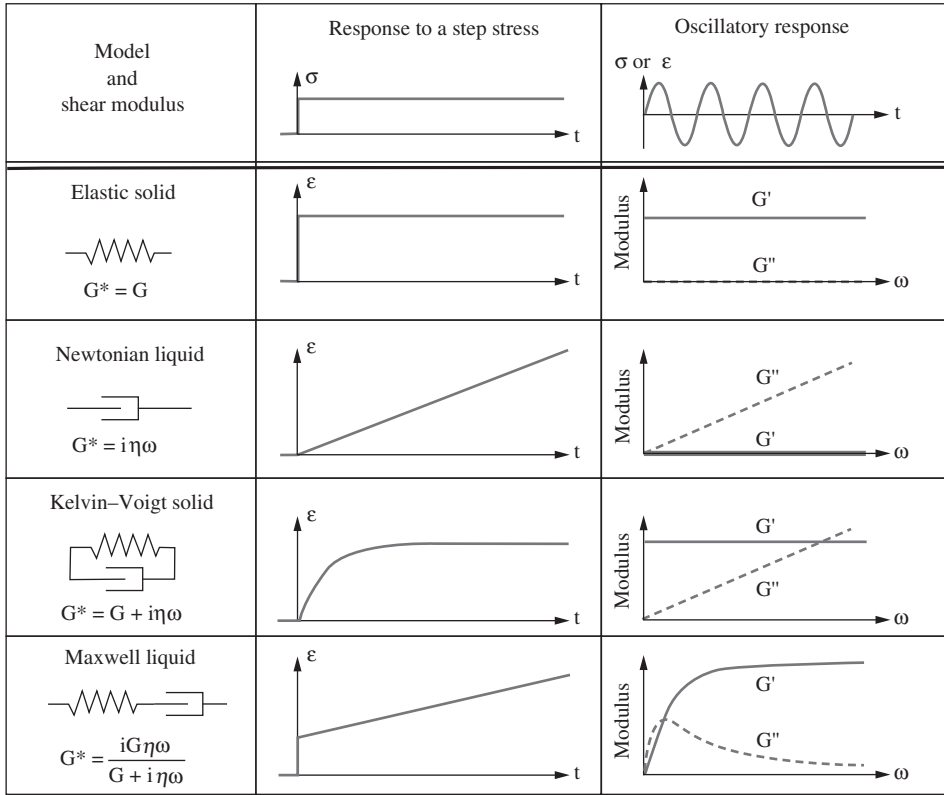 Model
and
shear modulus
Response to a step stress
σ
t
Oscillatory response
σ or ε
t
Elastic solid
G* = G
ε
t
Modulus
G'
G"
ω
Newtonian liquid
G* = iηω
ε
t
Modulus
G"
G'
ω
Kelvin–Voigt solid
G* = G + iηω
ε
t
Modulus
G'
G"
ω
Maxwell liquid
G* = iGηω
G + iηω
ε
t
Modulus
G'
G"
ω